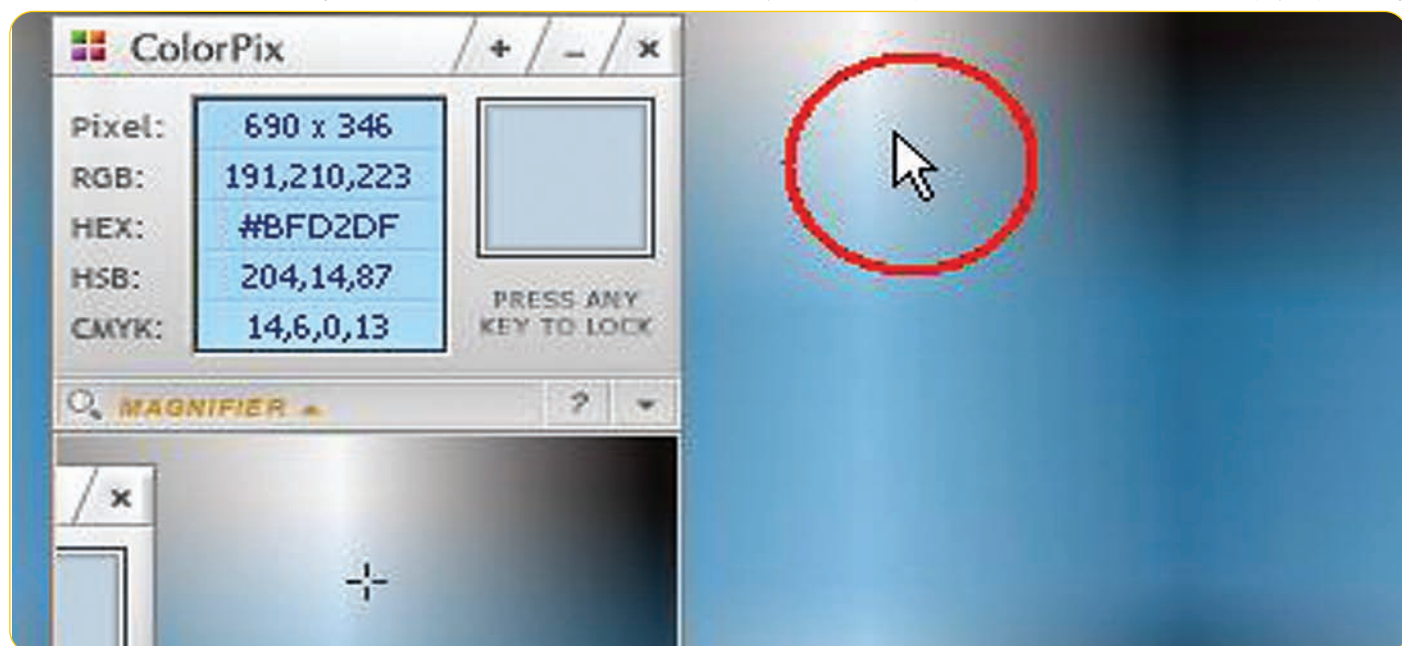 ColorPix
Pixel: 690 x 346
RGB: 191,210,223
HEX: #BFD2DF
HSB: 204,14,87
CMYK: 14,6,0,13
PRESS ANY
KEY TO LOCK
MAGNIFIER ?